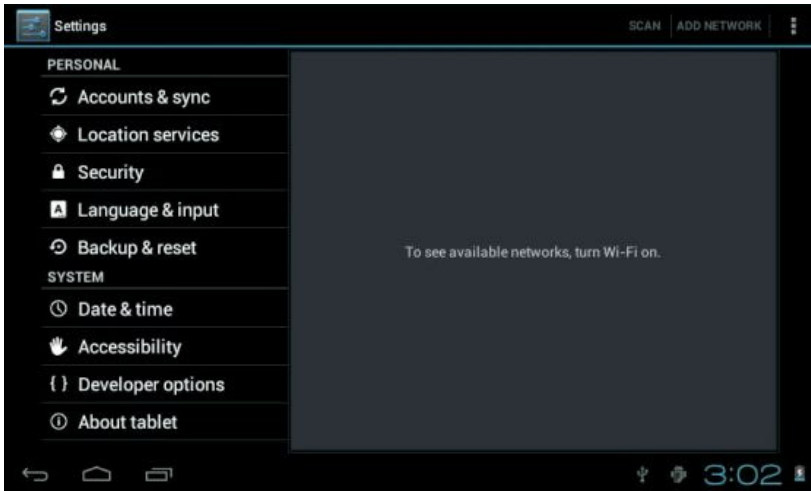 Settings
SCAN
ADD NETWORK
PERSONAL
Accounts & sync
Location services
Security
A Language & input
Backup & reset
SYSTEM
Date & time
Accessibility
{ } Developer options
About tablet
To see available networks, turn Wi-Fi on.
3:02